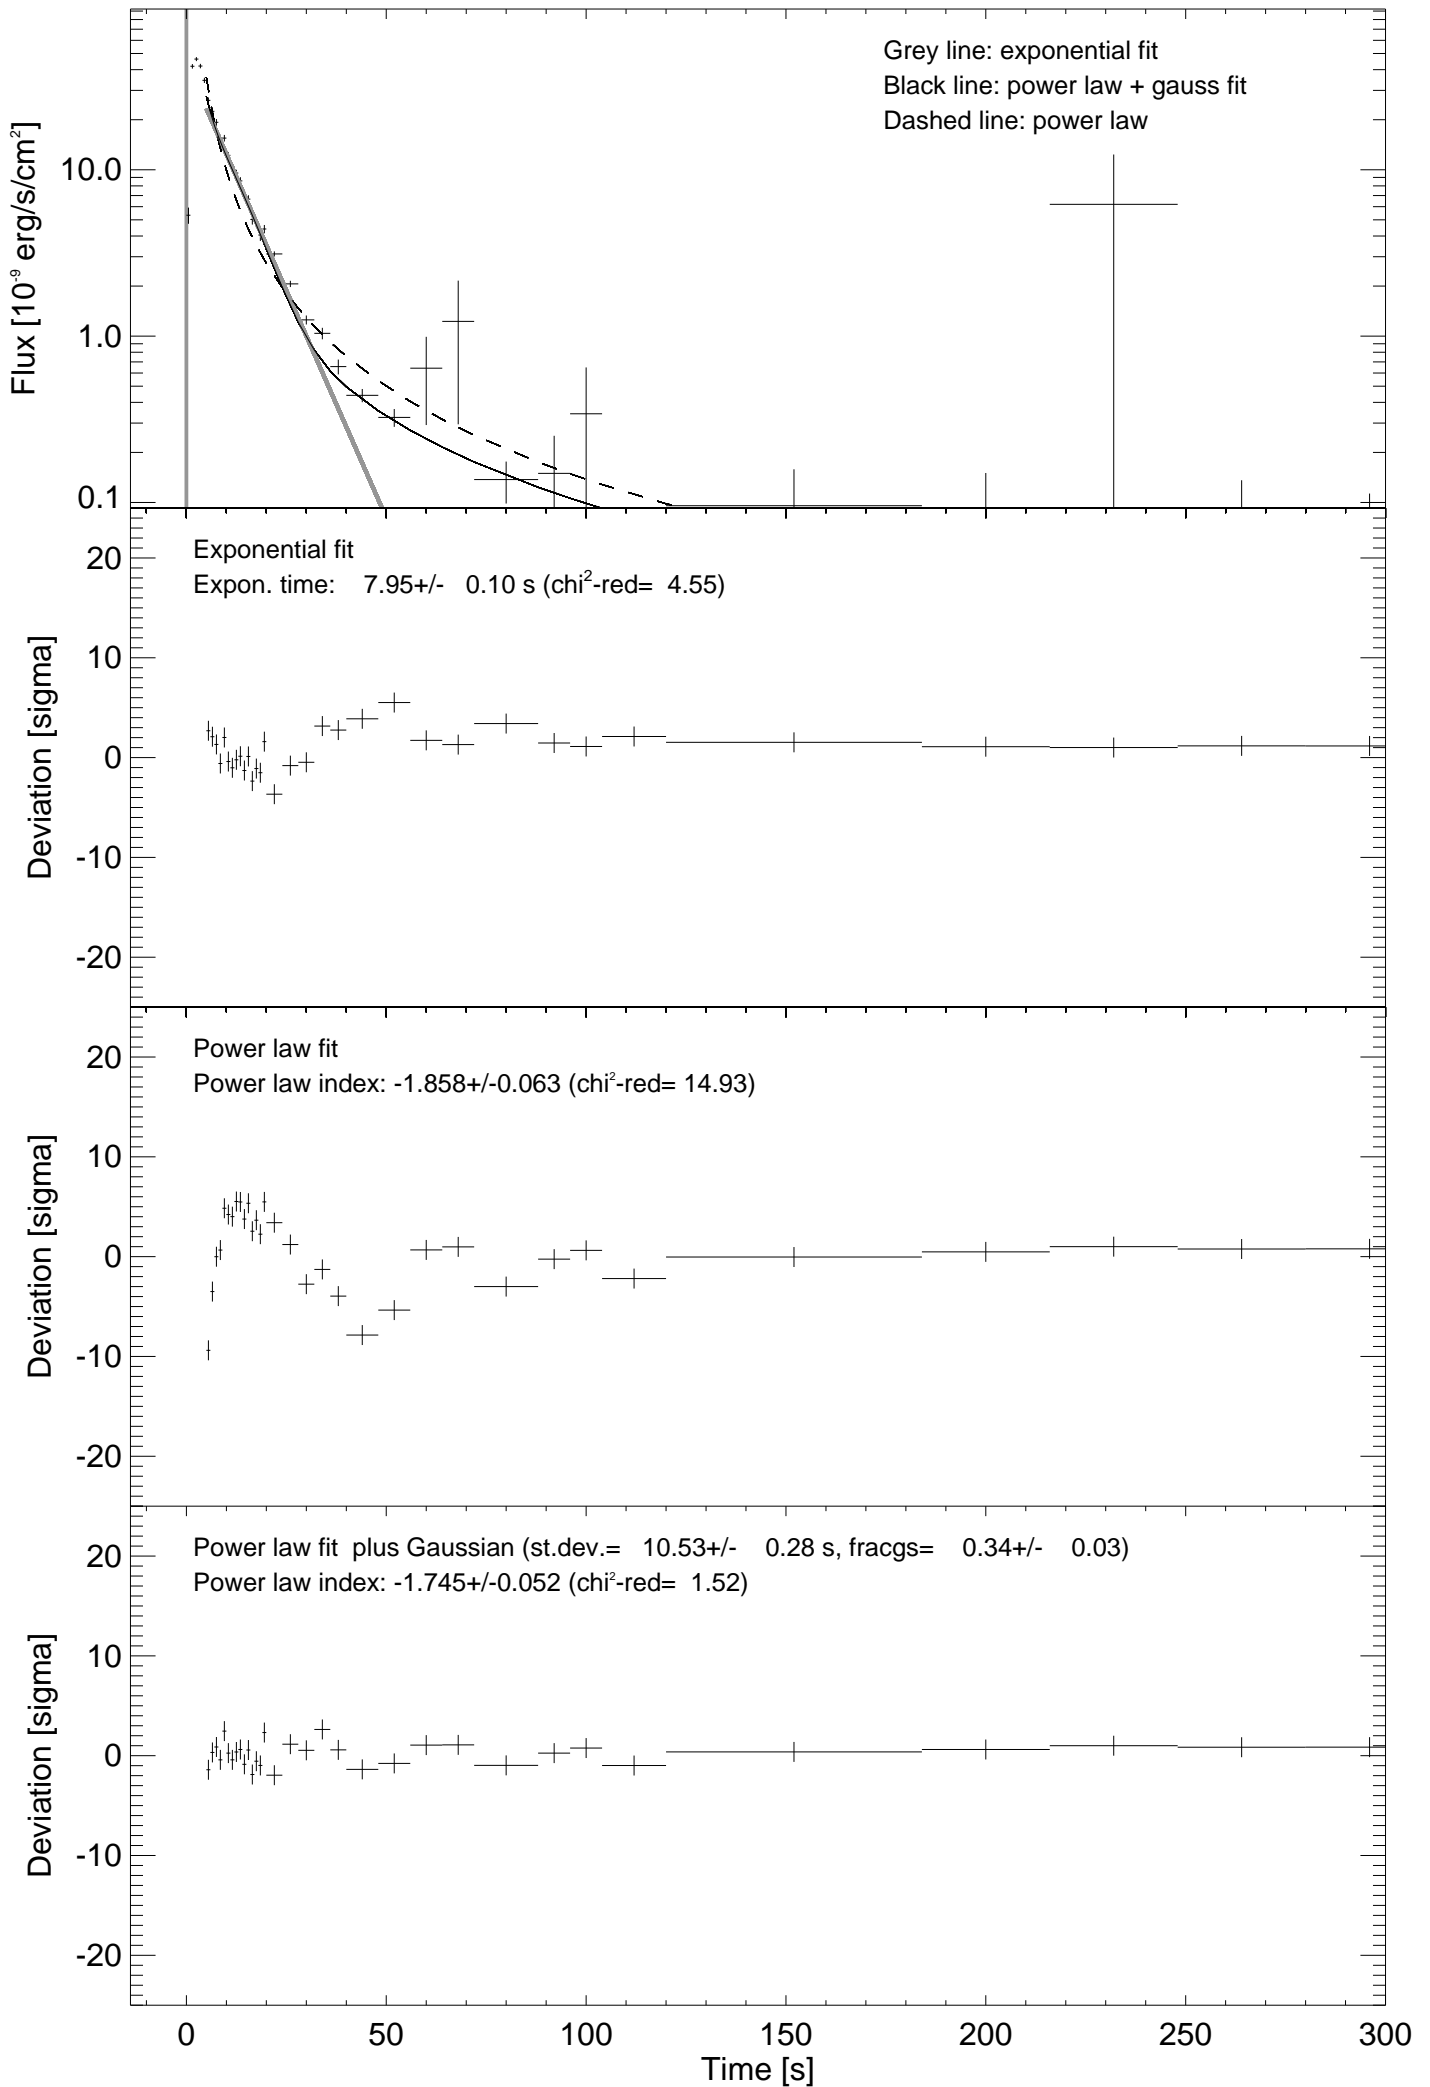 Grey line: exponential fit
Black line: power law + gauss fit
Dashed line: power law
Flux [10⁻⁹ erg/s/cm²]
10.0
1.0
0.1
Exponential fit
Expon. time: 7.95+/- 0.10 s (chi²-red= 4.55)
Deviation [sigma]
20
10
0
-10
-20
Power law fit
Power law index: -1.858+/-0.063 (chi²-red= 14.93)
Deviation [sigma]
20
10
0
-10
-20
Power law fit plus Gaussian (st.dev.= 10.53+/- 0.28 s, fracgs= 0.34+/- 0.03)
Power law index: -1.745+/-0.052 (chi²-red= 1.52)
Deviation [sigma]
20
10
0
-10
-20
0 50 100 150 200 250 300
Time [s]